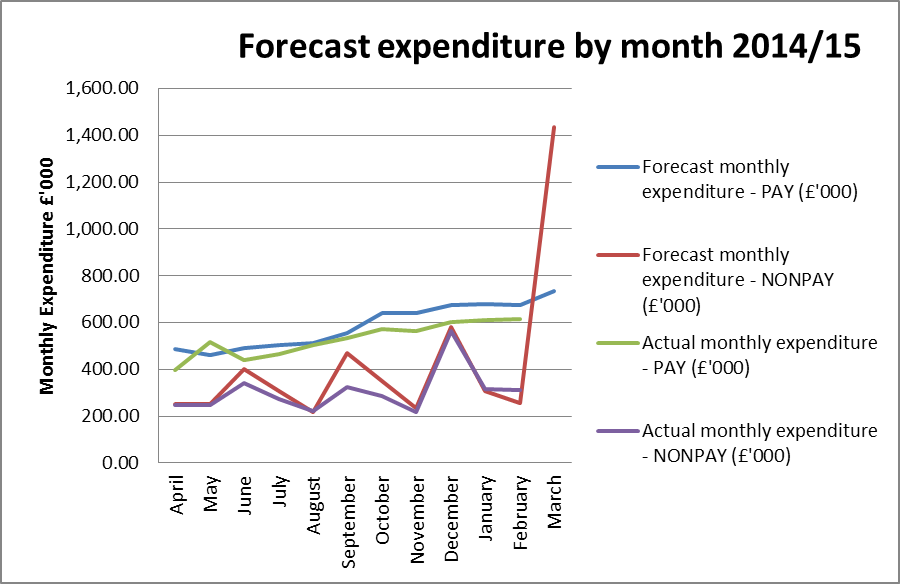 Forecast expenditure by month 2014/15
Monthly Expenditure £'000
1,600.00
1,400.00
1,200.00
1,000.00
800.00
600.00
400.00
200.00
0.00
April
May
June
July
August
September
October
November
December
January
February
March
Forecast monthly
expenditure - PAY (£'000)
Forecast monthly
expenditure - NONPAY
(£'000)
Actual monthly expenditure
- PAY (£'000)
Actual monthly expenditure
- NONPAY (£'000)